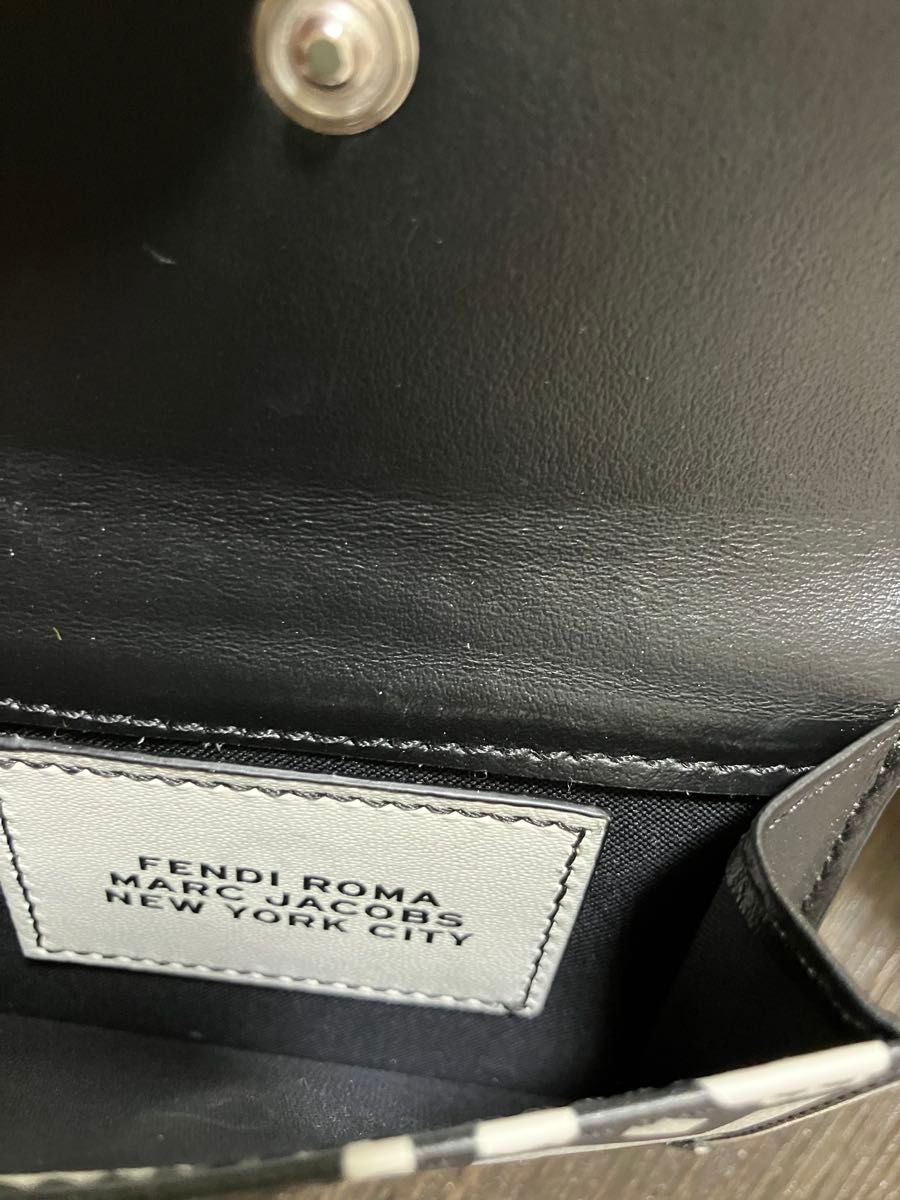 FENDI ROMA
MARC JACOBS
NEW YORK CITY